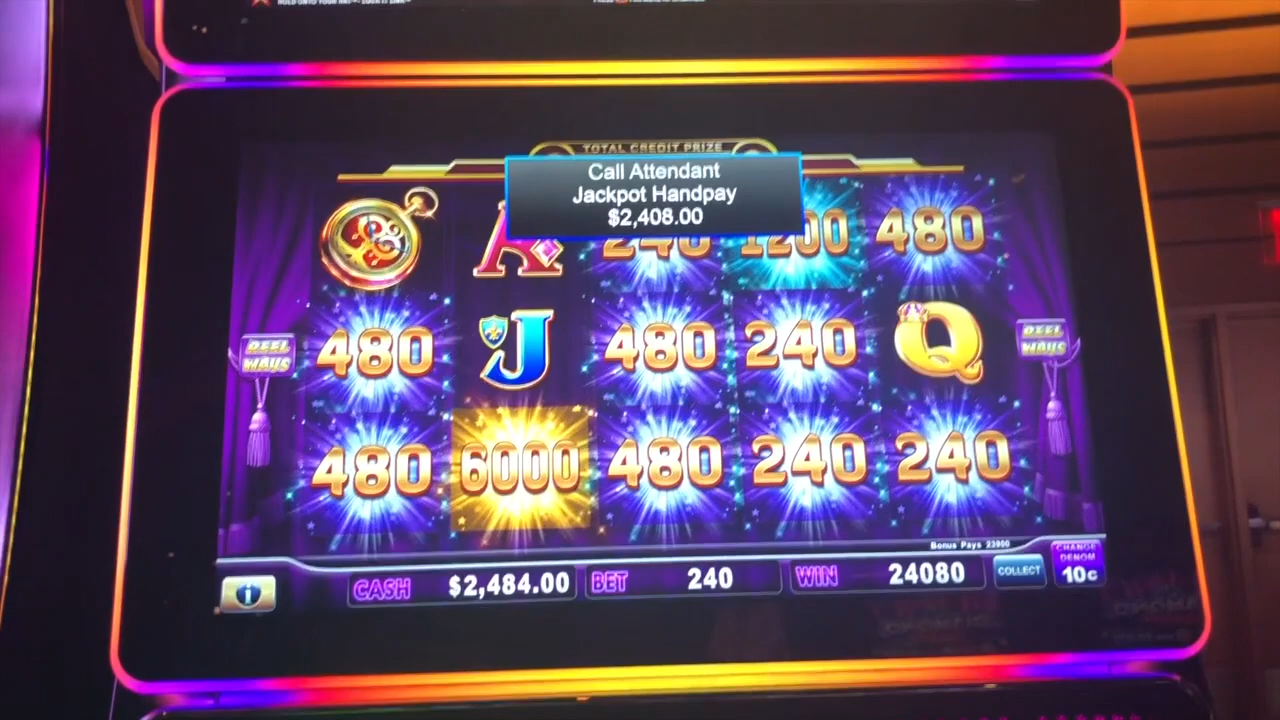 TOTAL CREDIT PRIZE
Call Attendant
Jackpot Handpay
$2,408.00
A 240 1200 480
480 J 480 240 Q
REEL
WAYS
REEL
WAYS
480 6000 480 240 240
Bonus Pays 23900
CASH $2,484.00 BET 240 WIN 24080 COLLECT
CHANGE
DENOM
10¢
i